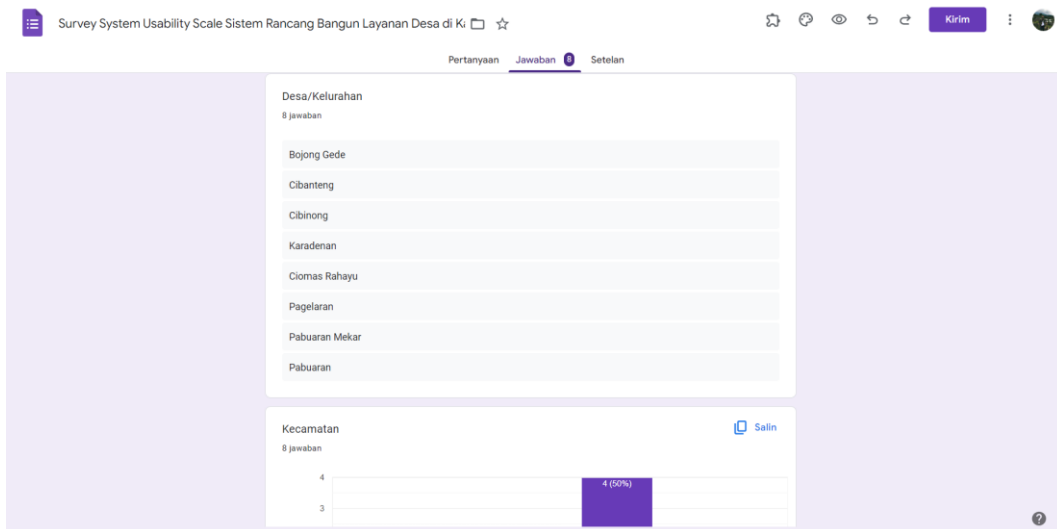 Survey System Usability Scale Sistem Rancang Bangun Layanan Desa di Ka
Kirim
Pertanyaan Jawaban 8 Setelan
Desa/Kelurahan
8 jawaban
Bojong Gede
Cibanteng
Cibinong
Karadenan
Ciomas Rahayu
Pagelaran
Pabuaran Mekar
Pabuaran
Kecamatan
Salin
8 jawaban
4
4 (50%)
3